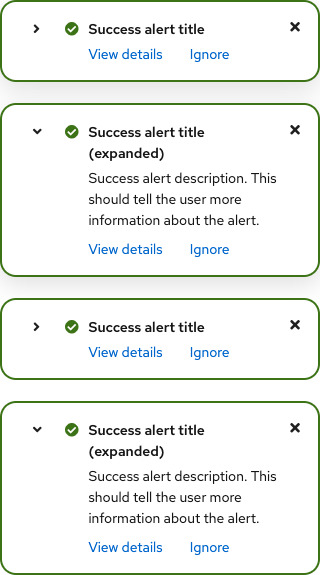 Success alert title
View details Ignore
Success alert title
(expanded)
Success alert description. This
should tell the user more
information about the alert.
View details Ignore
Success alert title
View details Ignore
Success alert title
(expanded)
Success alert description. This
should tell the user more
information about the alert.
View details Ignore